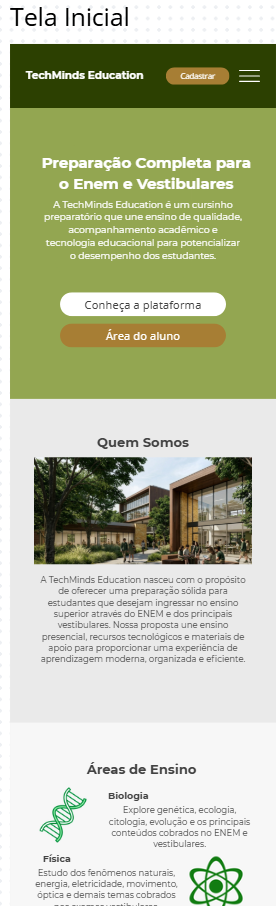 Tela Inicial
TechMinds Education
Cadastrar
Preparação Completa para
o Enem e Vestibulares
A TechMinds Education é um cursinho
preparatório que une ensino de qualidade,
acompanhamento acadêmico e
tecnologia educacional para potencializar
o desempenho dos estudantes.
Conheça a plataforma
Área do aluno
Quem Somos
A TechMinds Education nasceu com o propósito
de oferecer uma preparação sólida para
estudantes que desejam ingressar no ensino
superior através do ENEM e dos principais
vestibulares. Nossa proposta une ensino
presencial, recursos tecnológicos e materiais de
apoio para proporcionar uma experiência de
aprendizagem moderna, organizada e eficiente.
Áreas de Ensino
Biologia
Explore genética, ecologia,
citologia, evolução e os principais
conteúdos cobrados no ENEM e
vestibulares.
Física
Estudo dos fenômenos naturais,
energia, eletricidade, movimento,
óptica e demais temas cobrados